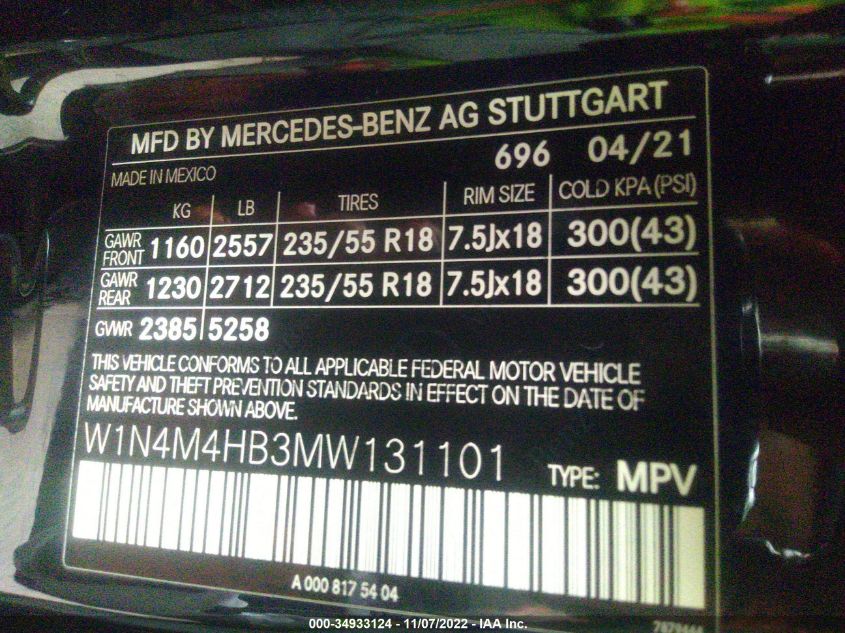 MFD BY MERCEDES-BENZ AG STUTTGART
696 04/21
MADE IN MEXICO
KG LB TIRES RIM SIZE COLD KPA (PSI)
GAWR FRONT 1160 2557 235/55 R18 7.5Jx18 300(43)
GAWR REAR 1230 2712 235/55 R18 7.5Jx18 300(43)
GVWR 2385 5258
THIS VEHICLE CONFORMS TO ALL APPLICABLE FEDERAL MOTOR VEHICLE
SAFETY AND THEFT PREVENTION STANDARDS IN EFFECT ON THE DATE OF
MANUFACTURE SHOWN ABOVE.
W1N4M4HB3MW131101 TYPE: MPV
A 000 817 54 04
000-34933124 - 11/07/2022 - IAA Inc.